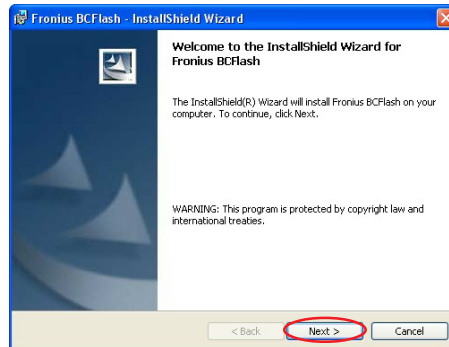 Fronius BCFlash - InstallShield Wizard
Welcome to the InstallShield Wizard for
Fronius BCFlash
The InstallShield(R) Wizard will install Fronius BCFlash on your
computer. To continue, click Next.
WARNING: This program is protected by copyright law and
international treaties.
< Back
Next >
Cancel